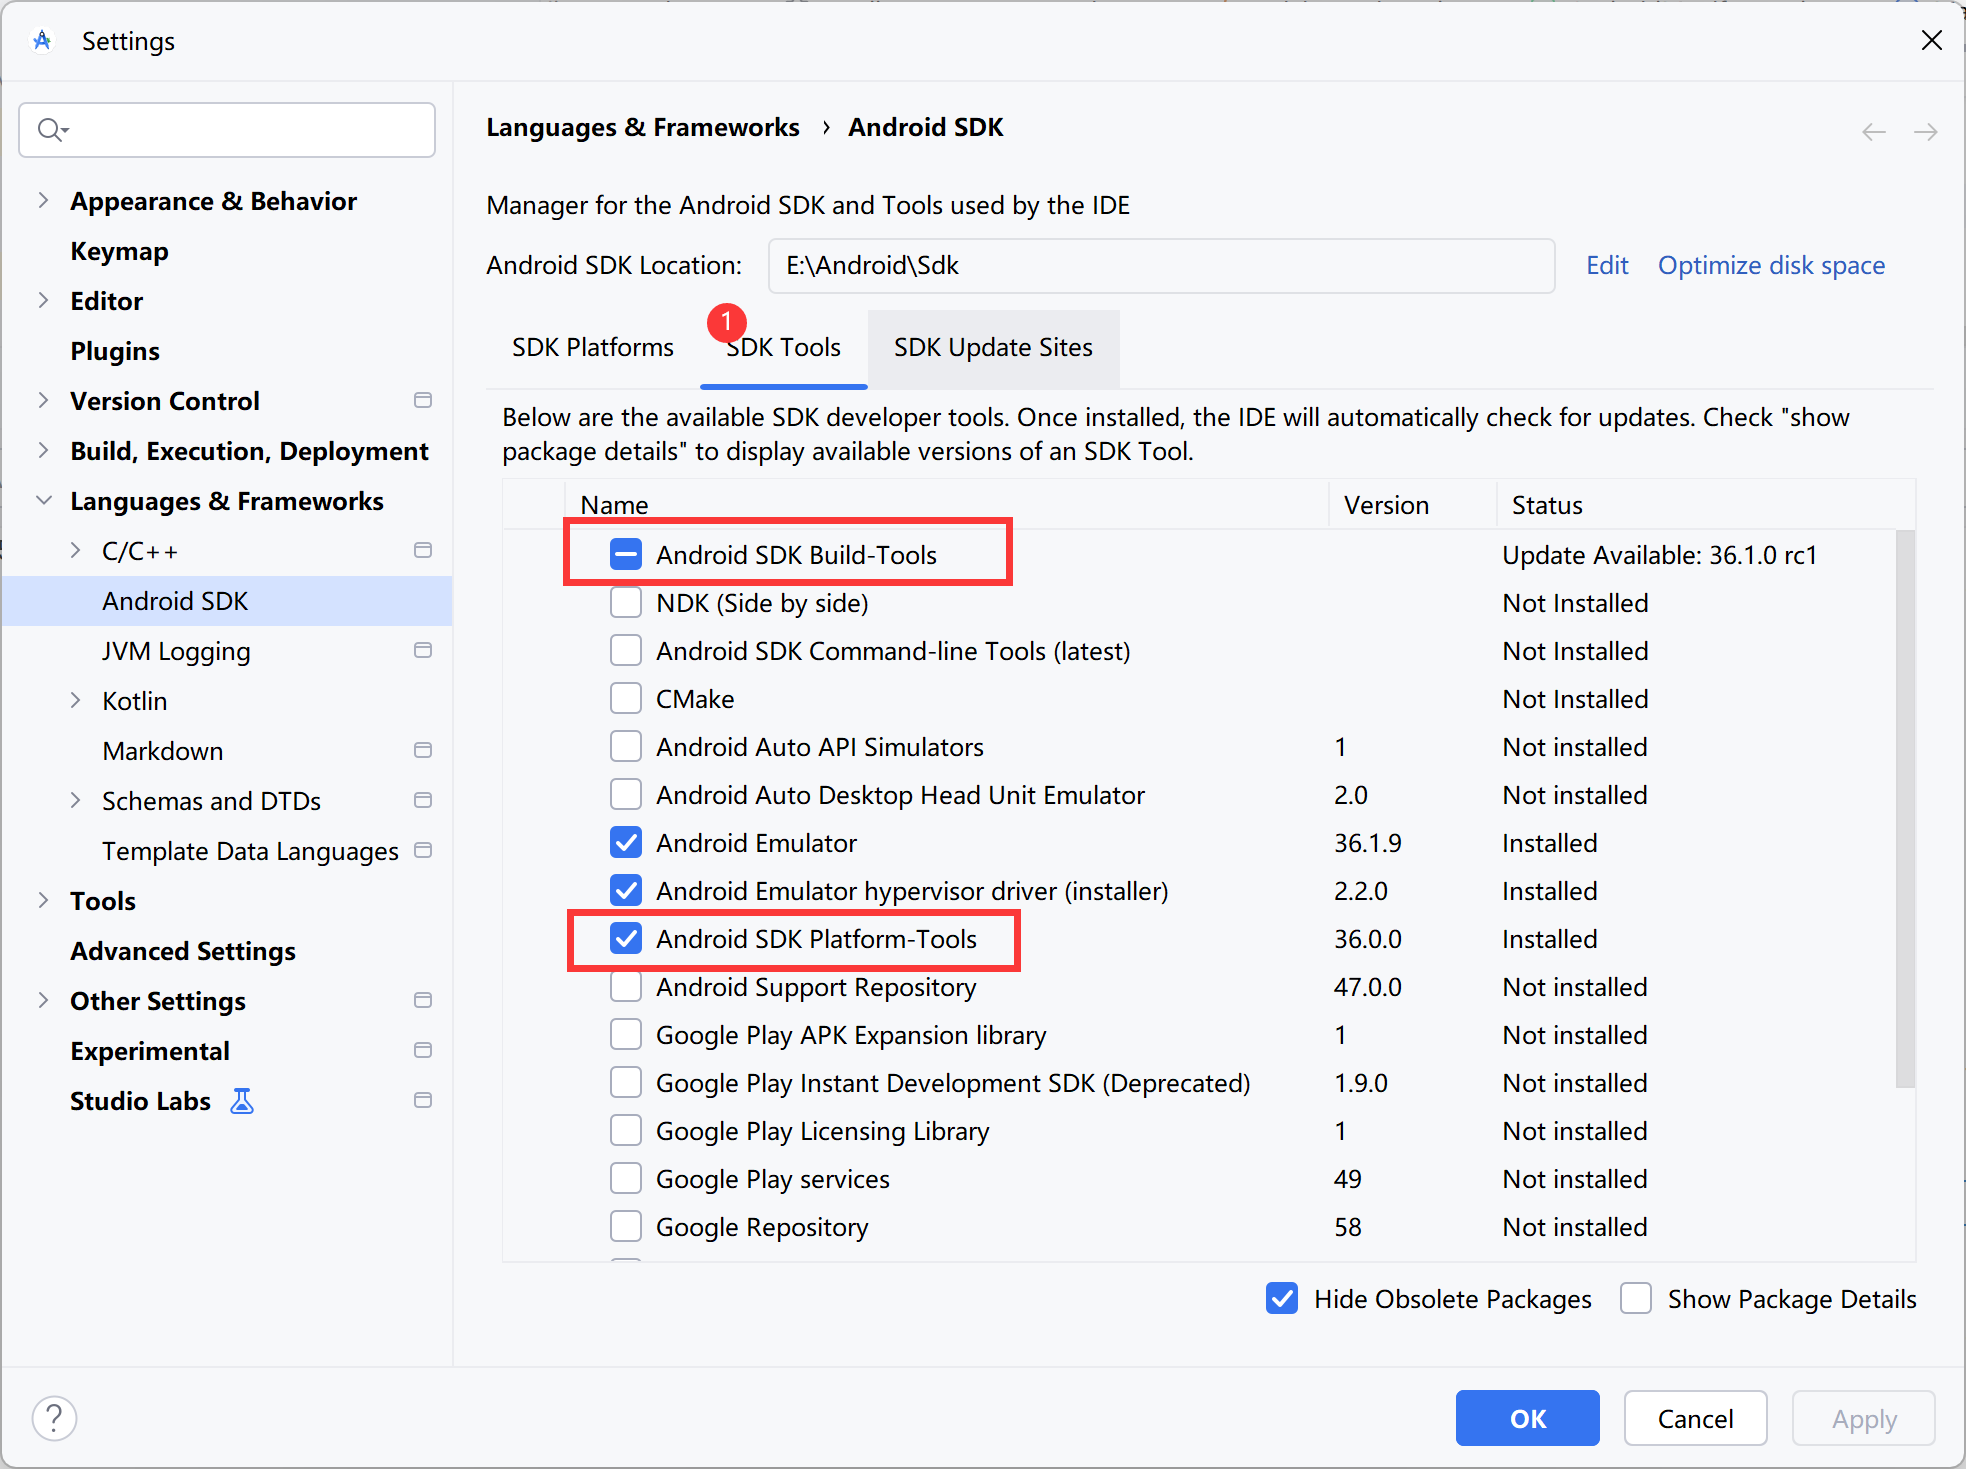 Settings
Appearance & Behavior
Keymap
Editor
Plugins
Version Control
Build, Execution, Deployment
Languages & Frameworks
C/C++
Android SDK
JVM Logging
Kotlin
Markdown
Schemas and DTDs
Template Data Languages
Tools
Advanced Settings
Other Settings
Experimental
Studio Labs
Languages & Frameworks › Android SDK
Manager for the Android SDK and Tools used by the IDE
Android SDK Location: E:\Android\Sdk Edit Optimize disk space
1
SDK Platforms SDK Tools SDK Update Sites
Below are the available SDK developer tools. Once installed, the IDE will automatically check for updates. Check "show
package details" to display available versions of an SDK Tool.
Name Version Status
Android SDK Build-Tools Update Available: 36.1.0 rc1
NDK (Side by side) Not Installed
Android SDK Command-line Tools (latest) Not Installed
CMake Not Installed
Android Auto API Simulators 1 Not installed
Android Auto Desktop Head Unit Emulator 2.0 Not installed
Android Emulator 36.1.9 Installed
Android Emulator hypervisor driver (installer) 2.2.0 Installed
Android SDK Platform-Tools 36.0.0 Installed
Android Support Repository 47.0.0 Not installed
Google Play APK Expansion library 1 Not installed
Google Play Instant Development SDK (Deprecated) 1.9.0 Not installed
Google Play Licensing Library 1 Not installed
Google Play services 49 Not installed
Google Repository 58 Not installed
Hide Obsolete Packages Show Package Details
? OK Cancel Apply